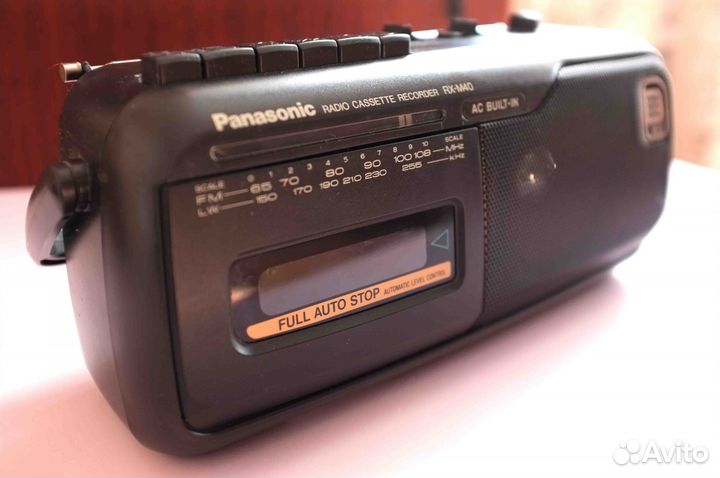 Panasonic RADIO CASSETTE RECORDER RX-M40
AC BUILT-IN
SCALE 0 1 2 3 4 5 6 7 8 9 10 SCALE
FM 65 70 80 90 100 108 MHz
LW 150 170 190 210 230 255 kHz
FULL AUTO STOP AUTOMATIC LEVEL CONTROL
Avito